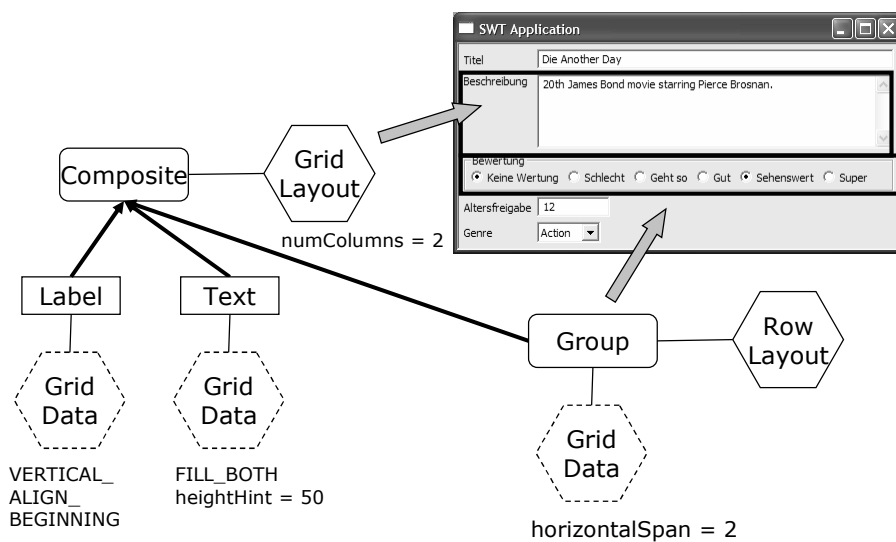 SWT Application
Titel Die Another Day
Beschreibung 20th James Bond movie starring Pierce Brosnan.
Bewertung
Keine Wertung Schlecht Geht so Gut Sehenswert Super
Altersfreigabe 12
Genre Action
Composite
Grid
Layout
numColumns = 2
Label
Text
Group
Row
Layout
Grid
Data
Grid
Data
Grid
Data
VERTICAL_
ALIGN_
BEGINNING
FILL_BOTH
heightHint = 50
horizontalSpan = 2